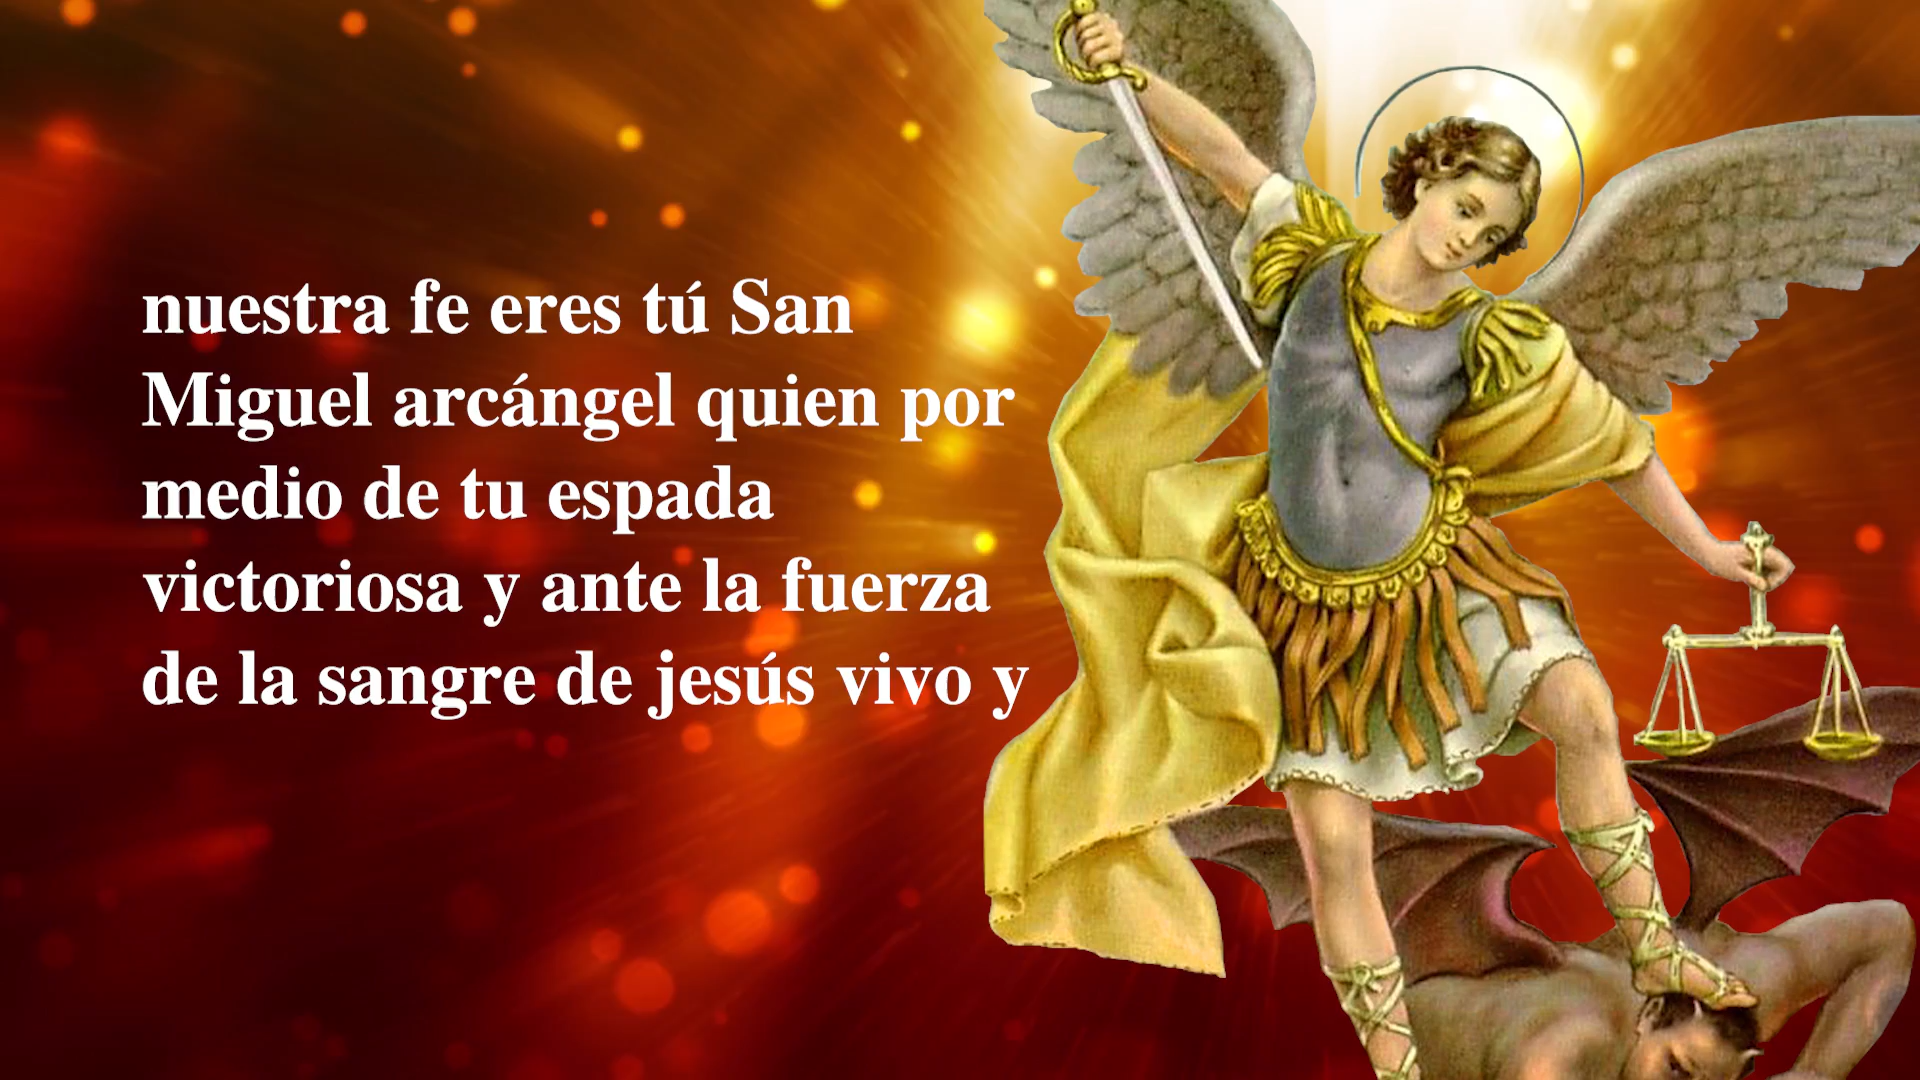 nuestra fe eres tú San
Miguel arcángel quien por
medio de tu espada
victoriosa y ante la fuerza
de la sangre de jesús vivo y